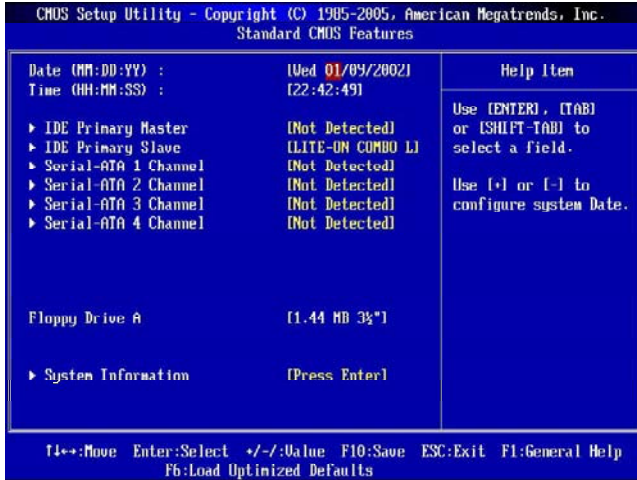 CMOS Setup Utility - Copyright (C) 1985-2005, American Megatrends, Inc.
Standard CMOS Features
Date (MM:DD:YY) : [Wed 01/09/2002] Help Item
Time (HH:MM:SS) : [22:42:49]
Use [ENTER], [TAB]
▸ IDE Primary Master [Not Detected] or [SHIFT-TAB] to
▸ IDE Primary Slave [LITE-ON COMBO L] select a field.
▸ Serial-ATA 1 Channel [Not Detected]
▸ Serial-ATA 2 Channel [Not Detected] Use [+] or [-] to
▸ Serial-ATA 3 Channel [Not Detected] configure system Date.
▸ Serial-ATA 4 Channel [Not Detected]
Floppy Drive A [1.44 MB 3½"]
▸ System Information [Press Enter]
↑↓←→:Move Enter:Select +/-/:Value F10:Save ESC:Exit F1:General Help
F6:Load Optimized Defaults